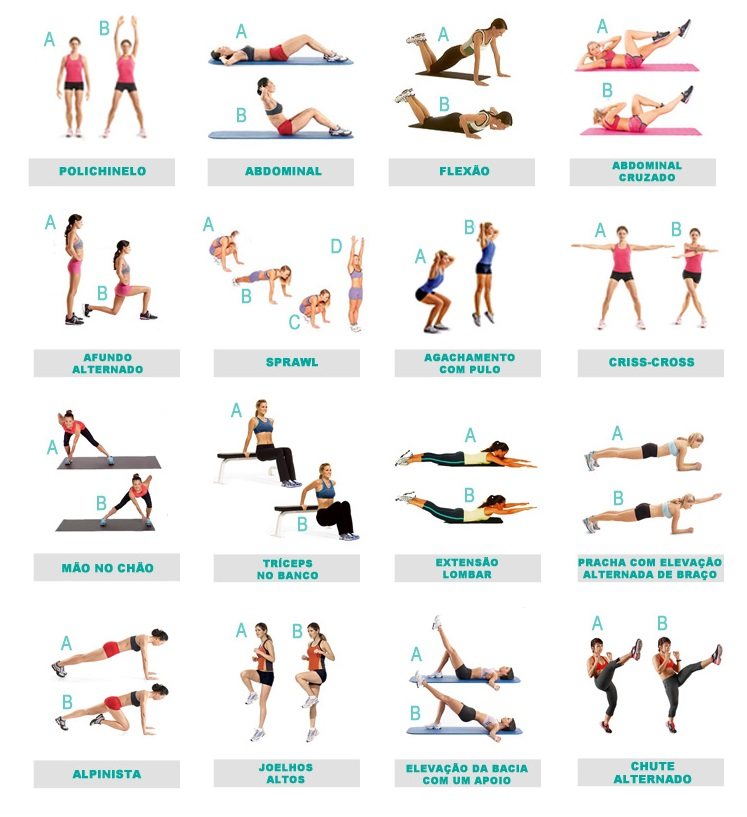 A B
A
B
A
B
A
B
POLICHINELO
ABDOMINAL
FLEXÃO
ABDOMINAL
CRUZADO
A
B
A
B
C
D
A
B
A B
AFUNDO
ALTERNADO
SPRAWL
AGACHAMENTO
COM PULO
CRISS-CROSS
A
B
A
B
A
B
A
B
MÃO NO CHÃO
TRÍCEPS
NO BANCO
EXTENSÃO
LOMBAR
PRACHA COM ELEVAÇÃO
ALTERNADA DE BRAÇO
A
B
A B
A
B
A B
ALPINISTA
JOELHOS
ALTOS
ELEVAÇÃO DA BACIA
COM UM APOIO
CHUTE
ALTERNADO